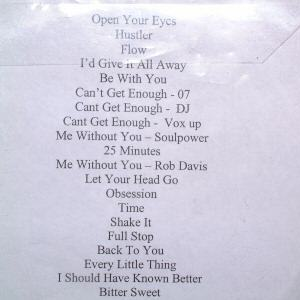 Open Your Eyes
Hustler
Flow
I'd Give It All Away
Be With You
Can't Get Enough - 07
Cant Get Enough - DJ
Cant Get Enough - Vox up
Me Without You – Soulpower
25 Minutes
Me Without You – Rob Davis
Let Your Head Go
Obsession
Time
Shake It
Full Stop
Back To You
Every Little Thing
I Should Have Known Better
Bitter Sweet